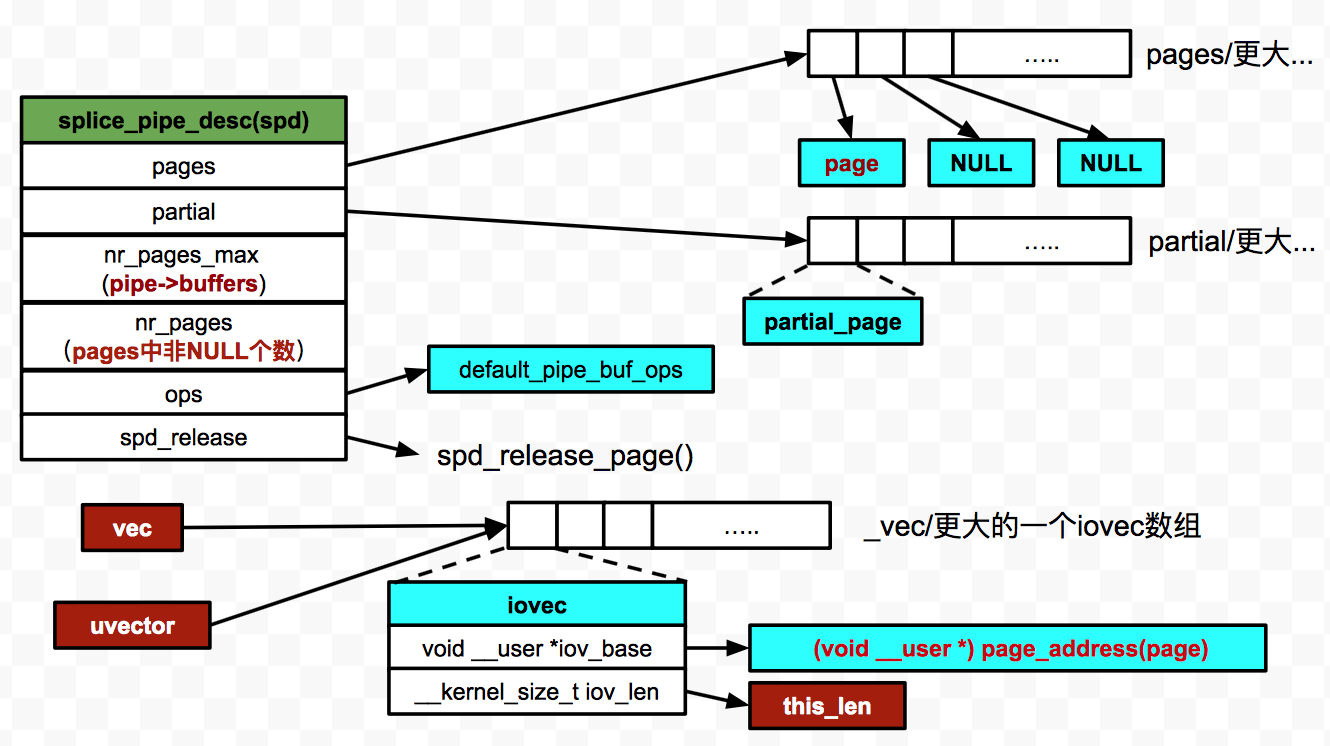 splice_pipe_desc(spd)
pages
partial
nr_pages_max
(pipe->buffers)
nr_pages
(pages中非NULL个数)
ops
spd_release
…..
pages/更大...
page
NULL
NULL
…..
partial/更大...
partial_page
default_pipe_buf_ops
spd_release_page()
vec
uvector
…..
_vec/更大的一个iovec数组
iovec
void __user *iov_base
__kernel_size_t iov_len
(void __user *) page_address(page)
this_len